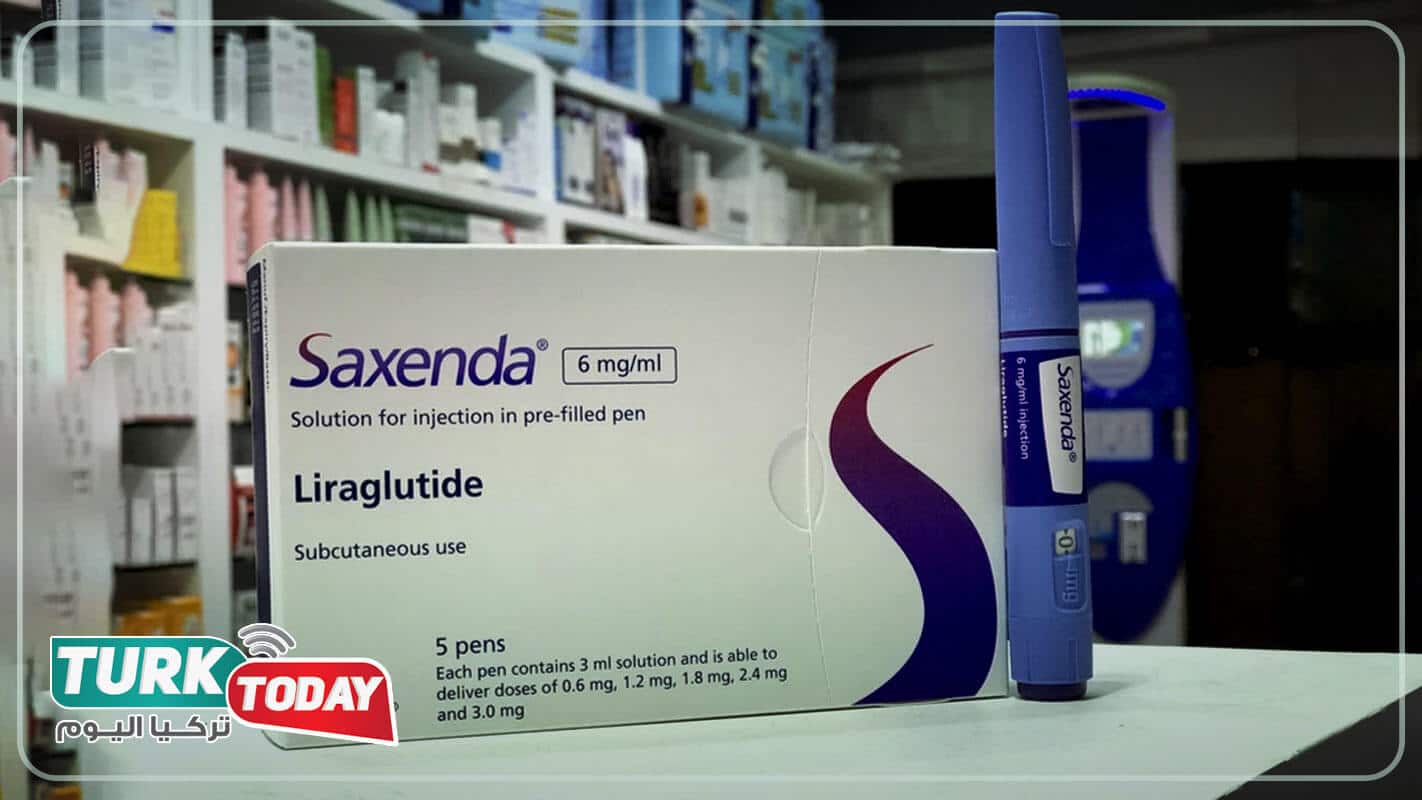 Saxenda® 6 mg/ml
Solution for injection in pre-filled pen
Liraglutide
Subcutaneous use
5 pens
Each pen contains 3 ml solution and is able to
deliver doses of 0.6 mg, 1.2 mg, 1.8 mg, 2.4 mg
and 3.0 mg
Saxenda®
6 mg/ml injection
0
mg
TURK
TODAY
تركيا اليوم